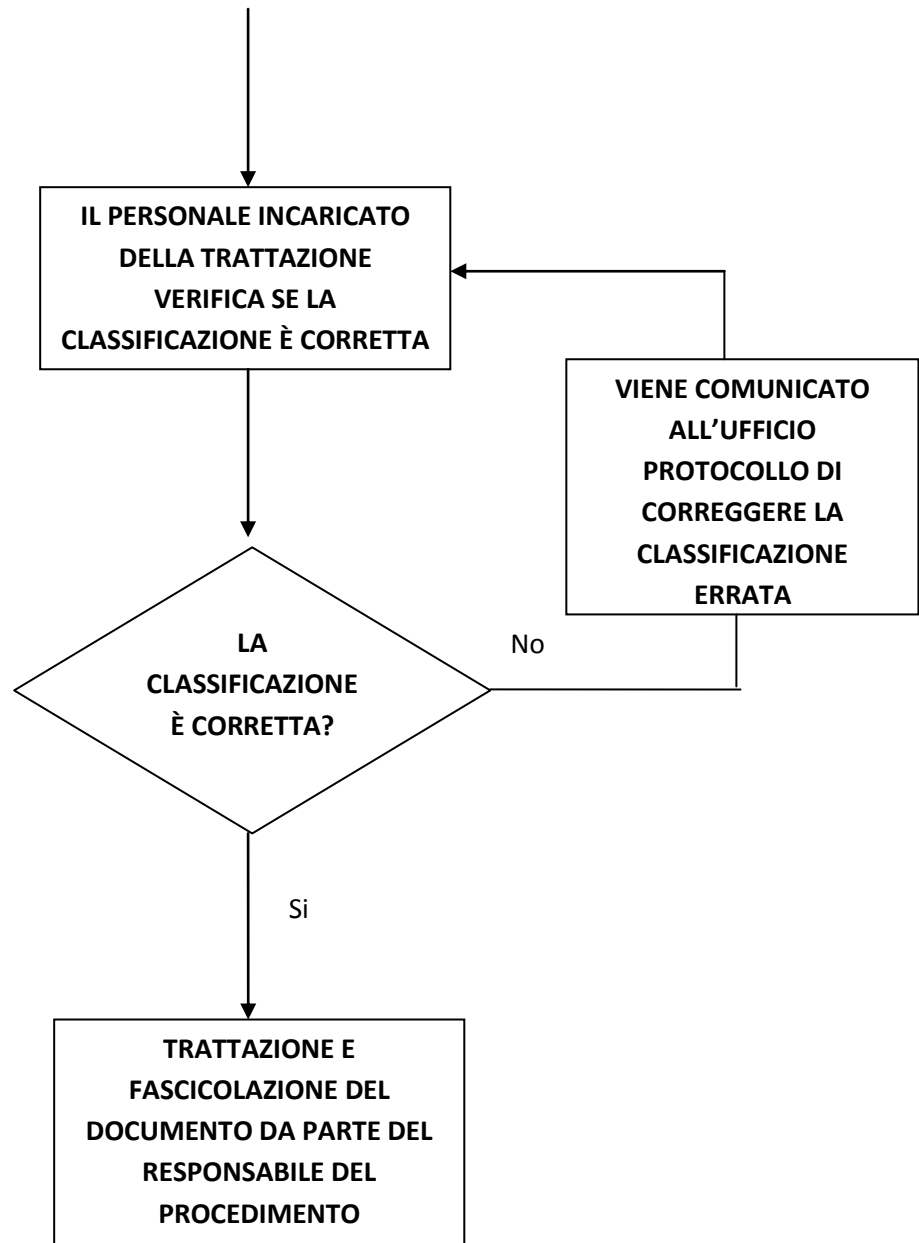 IL PERSONALE INCARICATO
DELLA TRATTAZIONE
VERIFICA SE LA
CLASSIFICAZIONE È CORRETTA
VIENE COMUNICATO
ALL’UFFICIO
PROTOCOLLO DI
CORREGGERE LA
CLASSIFICAZIONE
ERRATA
LA
CLASSIFICAZIONE
È CORRETTA?
No
Si
TRATTAZIONE E
FASCICOLAZIONE DEL
DOCUMENTO DA PARTE DEL
RESPONSABILE DEL
PROCEDIMENTO